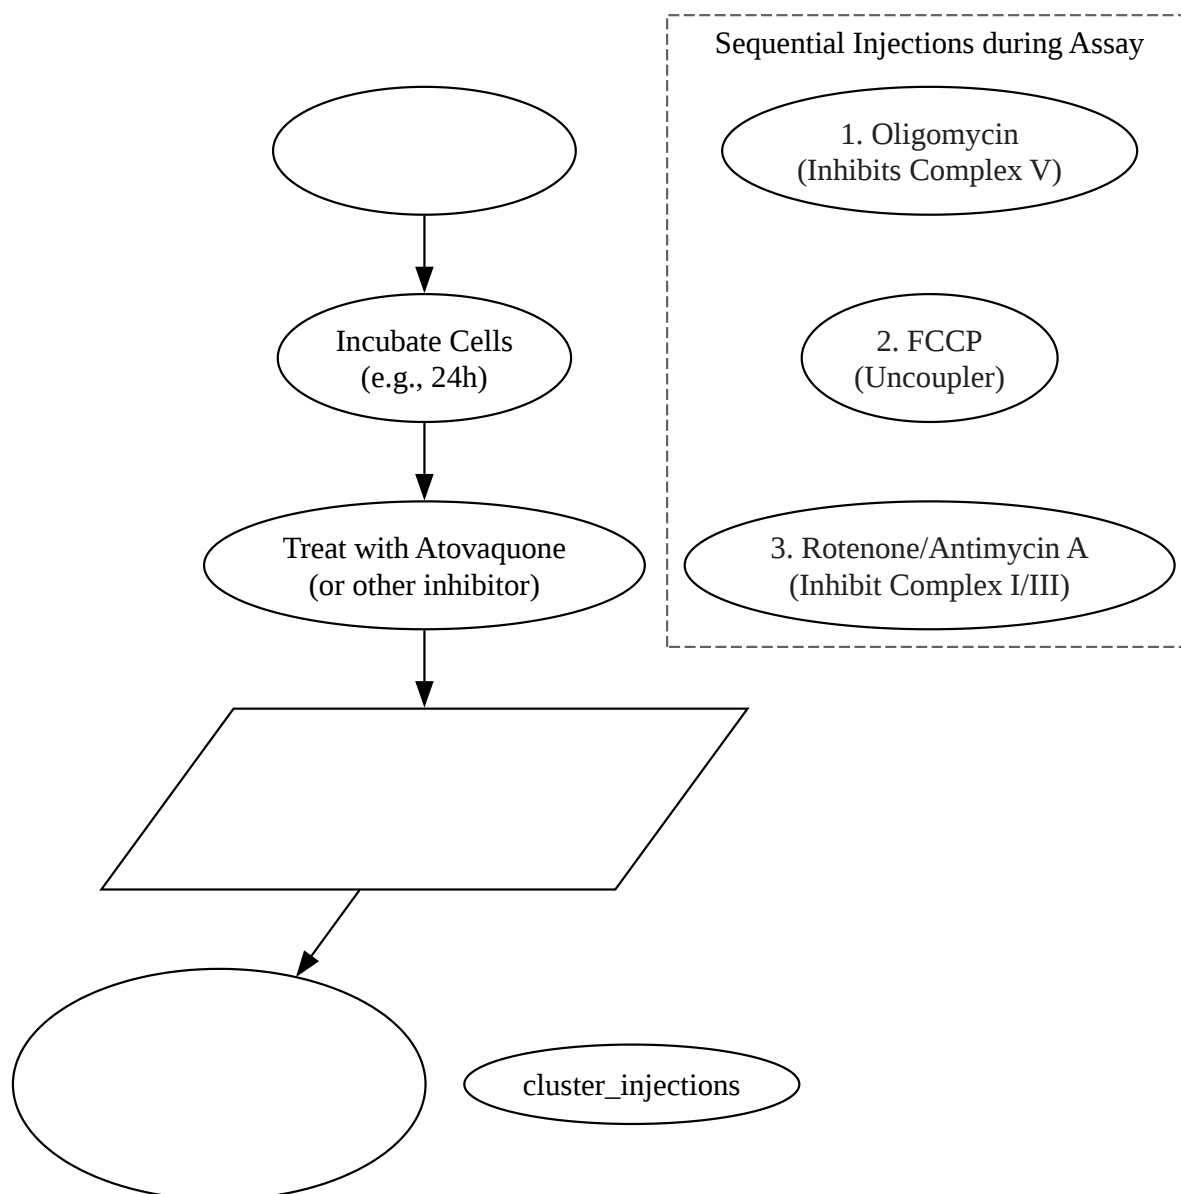 Sequential Injections during Assay
1. Oligomycin
(Inhibits Complex V)
Incubate Cells
(e.g., 24h)
2. FCCP
(Uncoupler)
Treat with Atovaquone
(or other inhibitor)
3. Rotenone/Antimycin A
(Inhibit Complex I/III)
cluster_injections